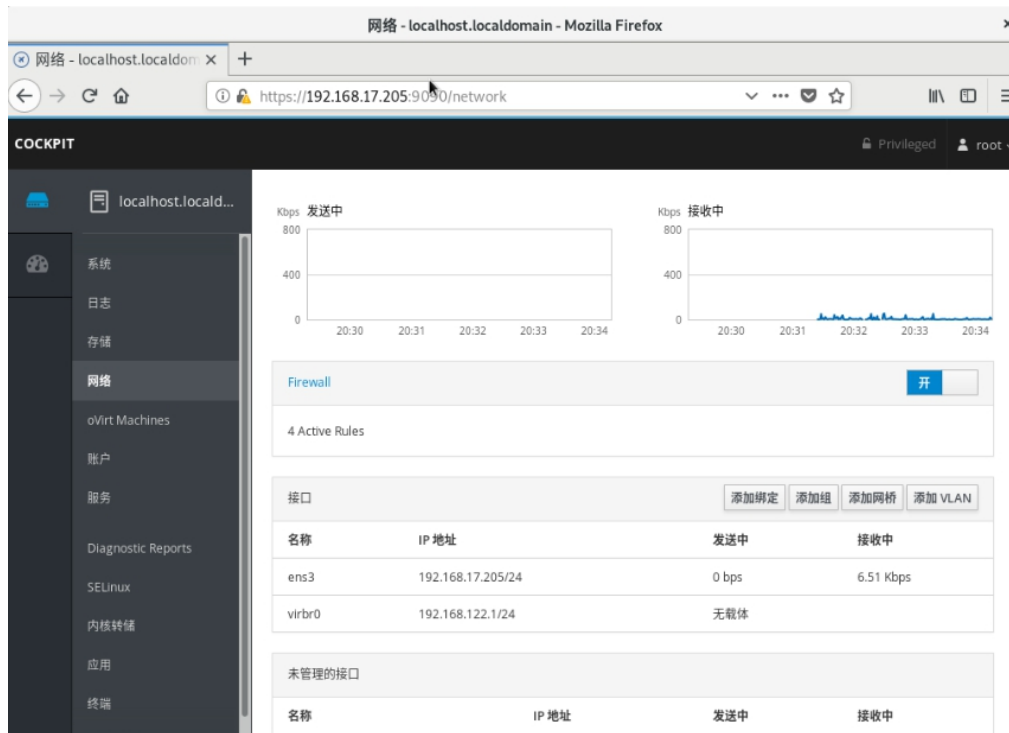 网络 - localhost.localdomain - Mozilla Firefox
网络 - localhost.localdom
https://192.168.17.205:9090/network
COCKPIT
Privileged
root
localhost.locald...
系统
日志
存储
网络
oVirt Machines
账户
服务
Diagnostic Reports
SELinux
内核转储
应用
终端
Kbps 发送中
800
400
0
20:30 20:31 20:32 20:33 20:34
Kbps 接收中
800
400
0
20:30 20:31 20:32 20:33 20:34
Firewall 开
4 Active Rules
接口 添加绑定 添加组 添加网桥 添加 VLAN
名称 IP 地址 发送中 接收中
ens3 192.168.17.205/24 0 bps 6.51 Kbps
virbr0 192.168.122.1/24 无载体
未管理的接口
名称 IP 地址 发送中 接收中